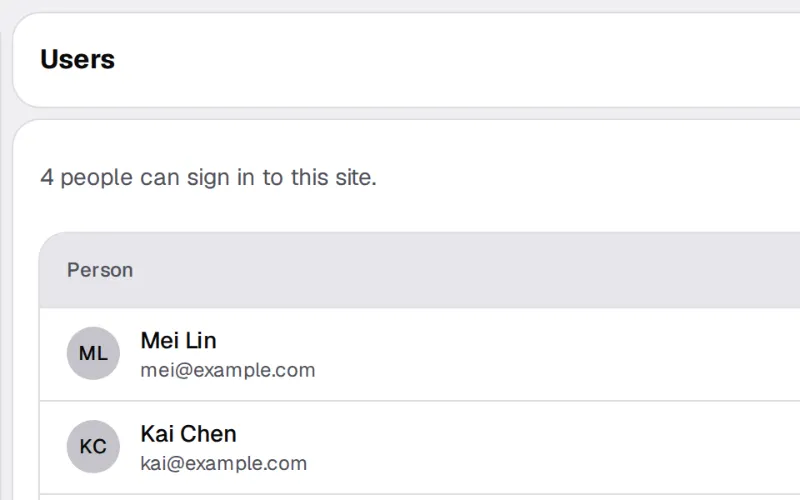 Users
4 people can sign in to this site.
Person
ML
Mei Lin
mei@example.com
KC
Kai Chen
kai@example.com